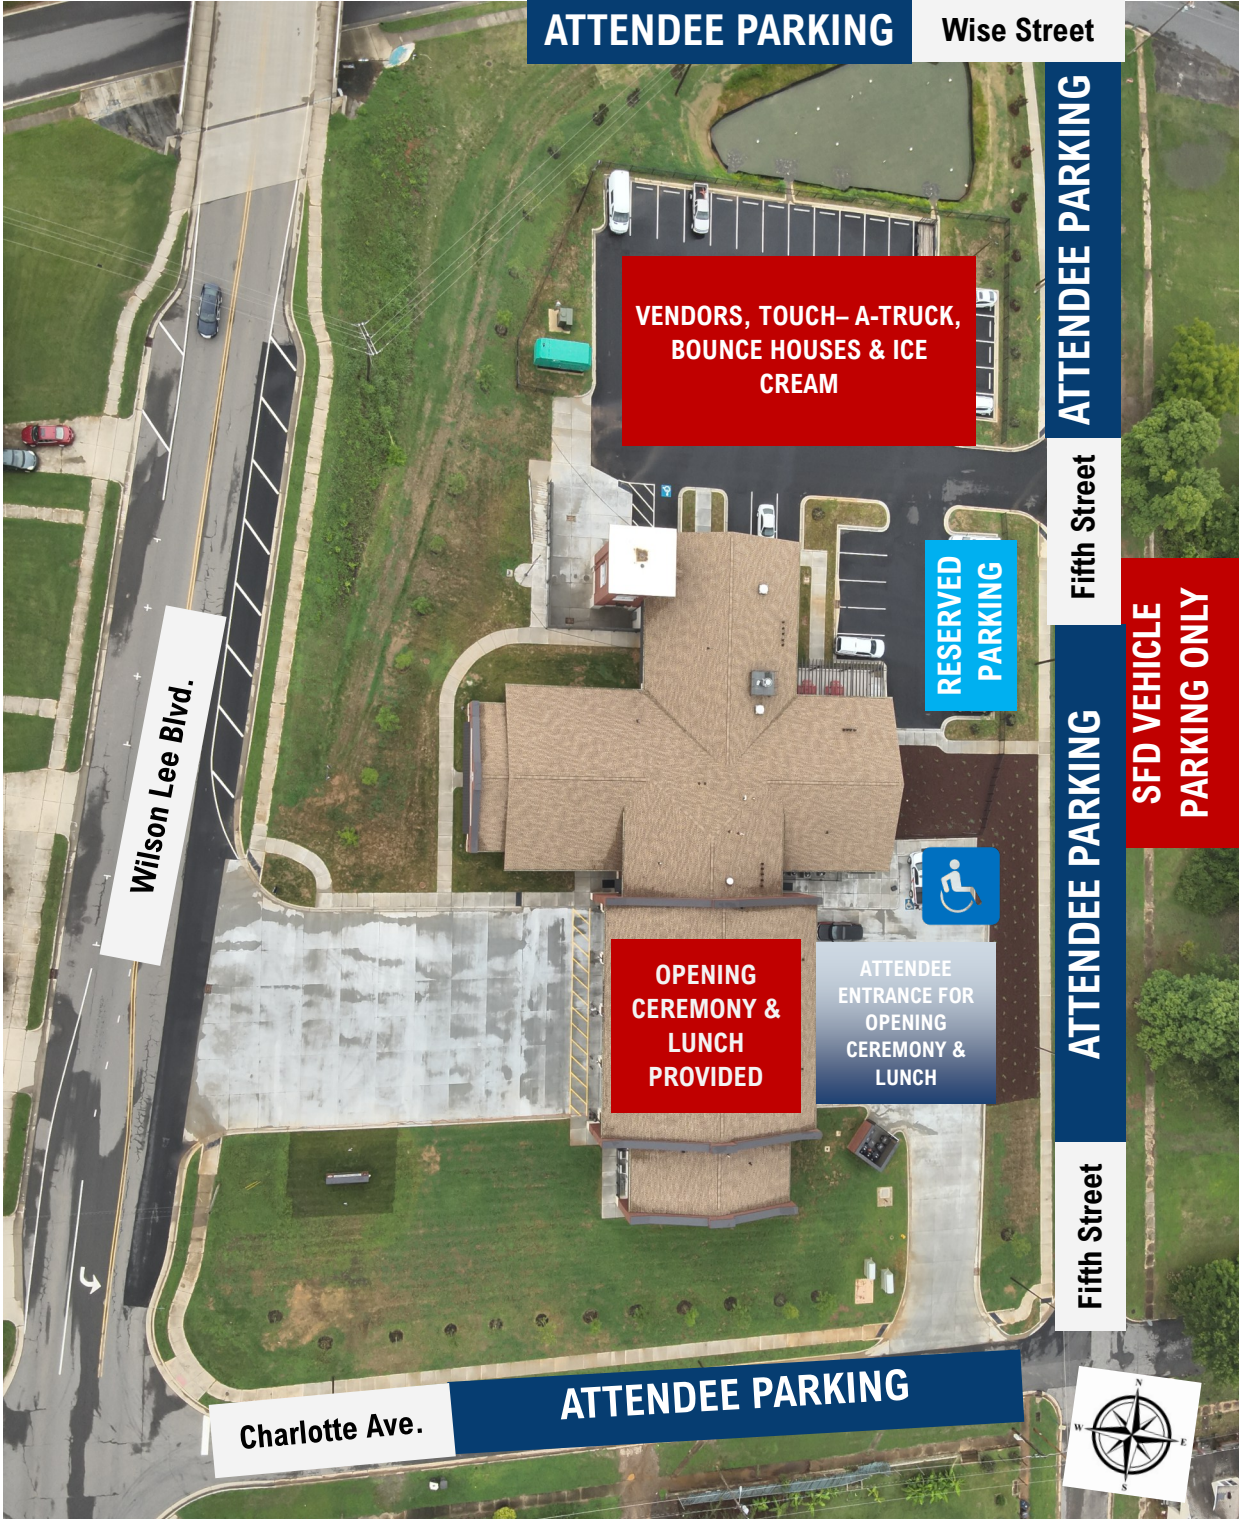 ATTENDEE PARKING
Wise Street
ATTENDEE PARKING
VENDORS, TOUCH– A-TRUCK,
BOUNCE HOUSES & ICE
CREAM
Fifth Street
RESERVED
PARKING
SFD VEHICLE
PARKING ONLY
Wilson Lee Blvd.
ATTENDEE PARKING
OPENING
CEREMONY &
LUNCH
PROVIDED
ATTENDEE
ENTRANCE FOR
OPENING
CEREMONY &
LUNCH
Fifth Street
ATTENDEE PARKING
Charlotte Ave.
N
W
E
S